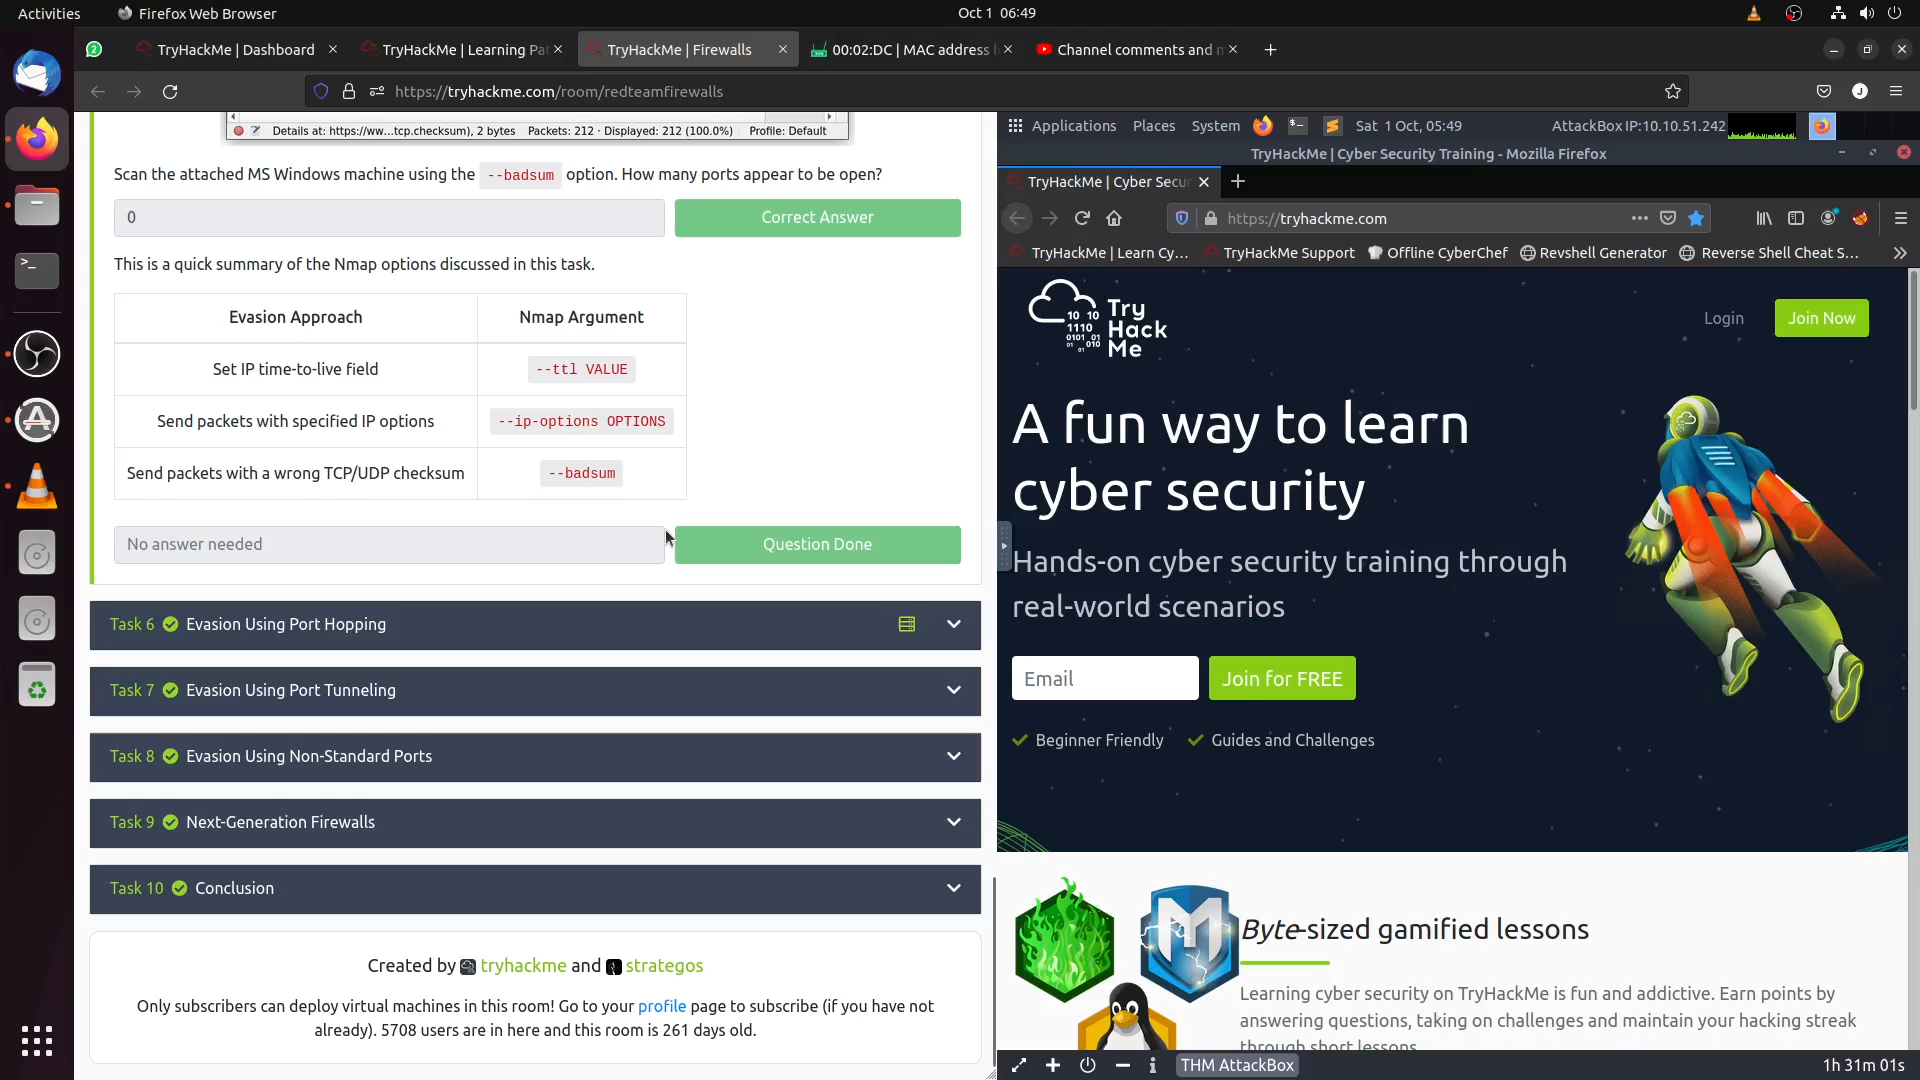 Activities
Firefox Web Browser
Oct 1 06:49
2
TryHackMe | Dashboard
TryHackMe | Learning Pat
TryHackMe | Firewalls
00:02:DC | MAC address l
Channel comments and m
https://tryhackme.com/room/redteamfirewalls
J
Details at: https://ww...tcp.checksum), 2 bytes
Packets: 212 · Displayed: 212 (100.0%)
Profile: Default
Scan the attached MS Windows machine using the --badsum option. How many ports appear to be open?
0
Correct Answer
This is a quick summary of the Nmap options discussed in this task.
Evasion Approach
Nmap Argument
Set IP time-to-live field
--ttl VALUE
Send packets with specified IP options
--ip-options OPTIONS
Send packets with a wrong TCP/UDP checksum
--badsum
No answer needed
Question Done
Task 6 Evasion Using Port Hopping
Task 7 Evasion Using Port Tunneling
Task 8 Evasion Using Non-Standard Ports
Task 9 Next-Generation Firewalls
Task 10 Conclusion
Created by tryhackme and strategos
Only subscribers can deploy virtual machines in this room! Go to your profile page to subscribe (if you have not
already). 5708 users are in here and this room is 261 days old.
Applications Places System
Sat 1 Oct, 05:49
AttackBox IP:10.10.51.242
TryHackMe | Cyber Security Training - Mozilla Firefox
TryHackMe | Cyber Secur
https://tryhackme.com
TryHackMe | Learn Cy...
TryHackMe Support
Offline CyberChef
Revshell Generator
Reverse Shell Cheat S...
10 10
1110
0101 01
01 010
Try
Hack
Me
Login
Join Now
A fun way to learn
cyber security
Hands-on cyber security training through
real-world scenarios
Email
Join for FREE
Beginner Friendly
Guides and Challenges
Byte-sized gamified lessons
Learning cyber security on TryHackMe is fun and addictive. Earn points by
answering questions, taking on challenges and maintain your hacking streak
through short lessons.
THM AttackBox
1h 31m 01s